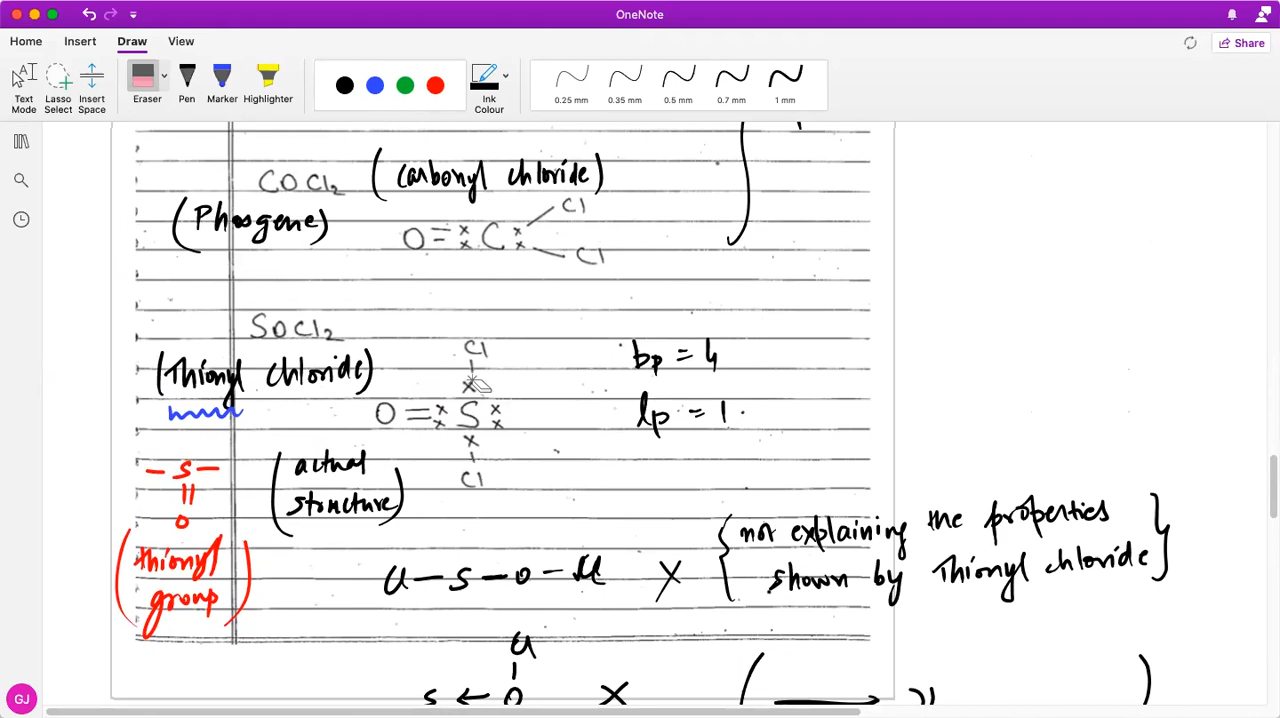 OneNote
Home Insert Draw View
Share
Text Mode
Lasso Select
Insert Space
Eraser
Pen
Marker
Highlighter
Ink Colour
0.25 mm
0.35 mm
0.5 mm
0.7 mm
1 mm
COCl2 (Carbonyl chloride)
(Phosgene)
Cl
O = C
Cl
SOCl2
(Thionyl chloride)
Cl
bp = 4
O = S
lp = 1
Cl
(actual structure)
- S -
O
(thionyl group)
Cl - S - O - Cl X {not explaining the properties
shown by Thionyl chloride}
Cl
S ← O X
GJ